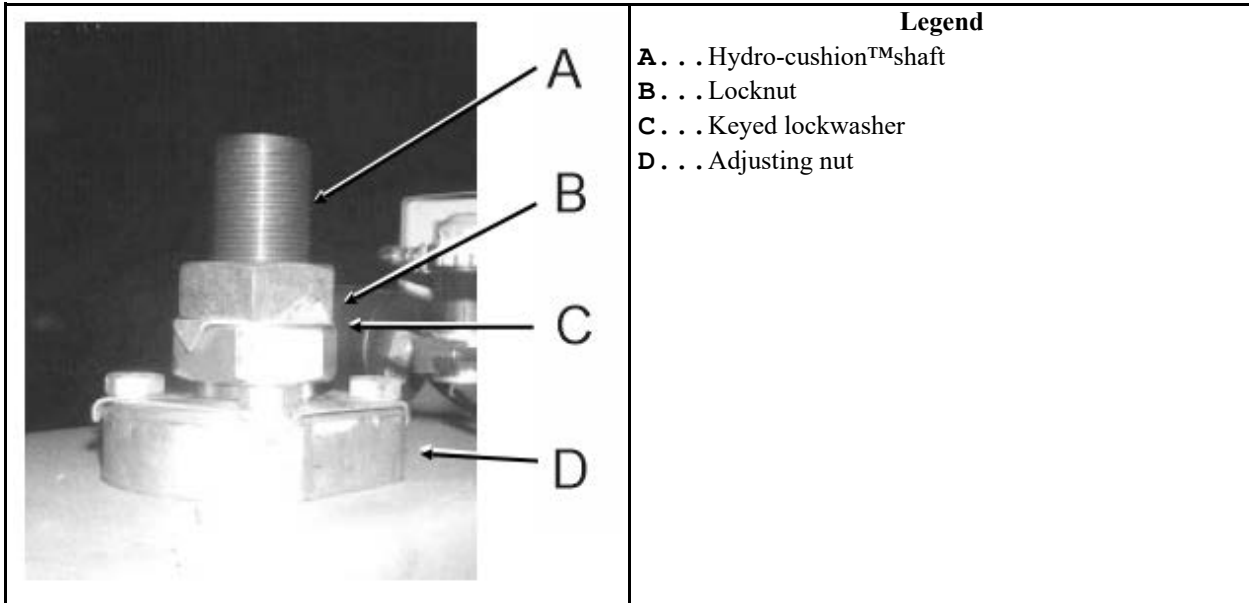 A
B
C
D
Legend
A...Hydro-cushion™shaft
B...Locknut
C...Keyed lockwasher
D...Adjusting nut